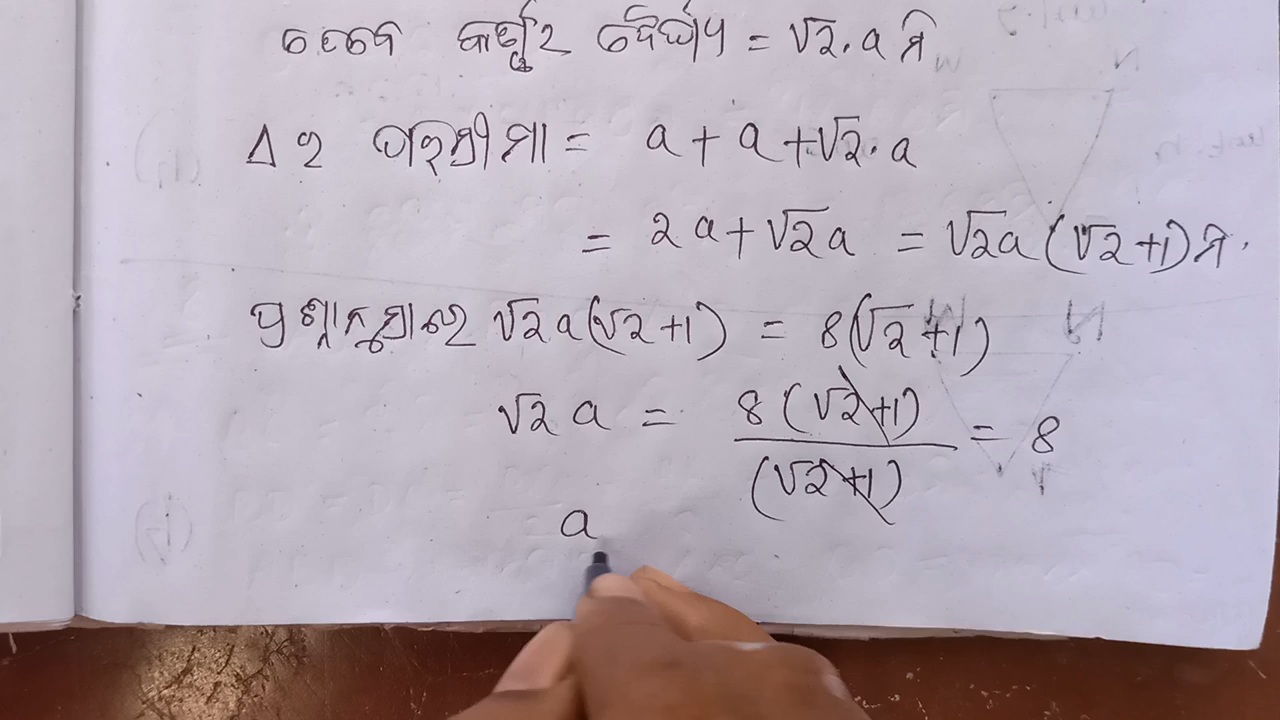 ତେବେ କର୍ଣ୍ଣର ଦୈର୍ଘ୍ୟ = √2.a ମି
Δ ର ପରିସୀମା = a + a + √2.a
= 2a + √2a = √2a (√2+1) ମି.
ପ୍ରଶ୍ନାନୁସାରେ √2a(√2+1) = 8(√2+1)
√2 a = 8(√2+1) / (√2+1) = 8
a